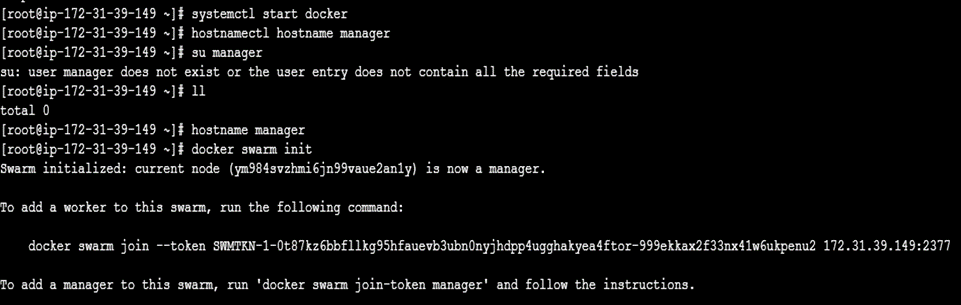 [root@ip-172-31-39-149 ~]# systemctl start docker
[root@ip-172-31-39-149 ~]# hostnamectl hostname manager
[root@ip-172-31-39-149 ~]# su manager
su: user manager does not exist or the user entry does not contain all the required fields
[root@ip-172-31-39-149 ~]# ll
total 0
[root@ip-172-31-39-149 ~]# hostname manager
[root@ip-172-31-39-149 ~]# docker swarm init
Swarm initialized: current node (ym984svzhmi6jn99vaue2an1y) is now a manager.
To add a worker to this swarm, run the following command:
docker swarm join --token SWMTKN-1-0t87kz6bbfllkg95hfauevb3ubn0nyjhdpp4ugghakyea4ftor-999ekkax2f33nx41w6ukpenu2 172.31.39.149:2377
To add a manager to this swarm, run 'docker swarm join-token manager' and follow the instructions.